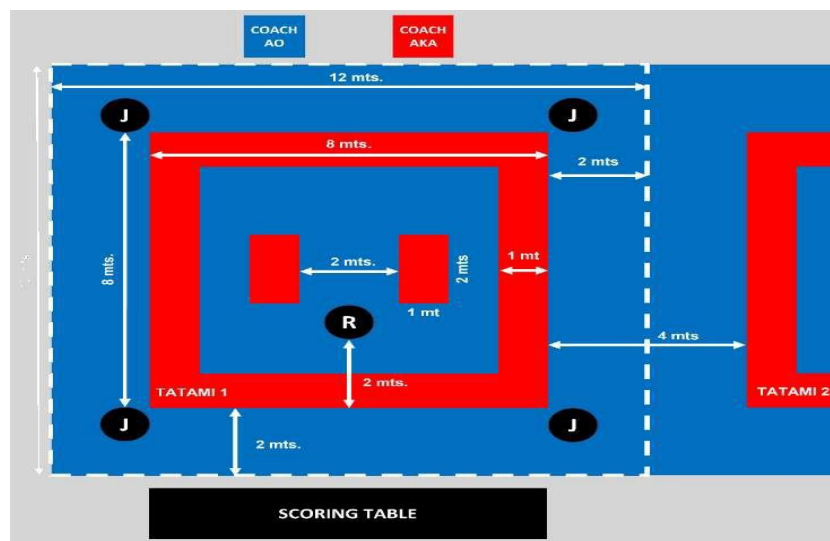 COACH
AO
COACH
AKA
12 mts.
J
J
8 mts.
2 mts
8 mts.
2 mts.
2 mts
1 mt
1 mt
R
4 mts
2 mts.
TATAMI 1
TATAMI 2
J
J
2 mts.
SCORING TABLE